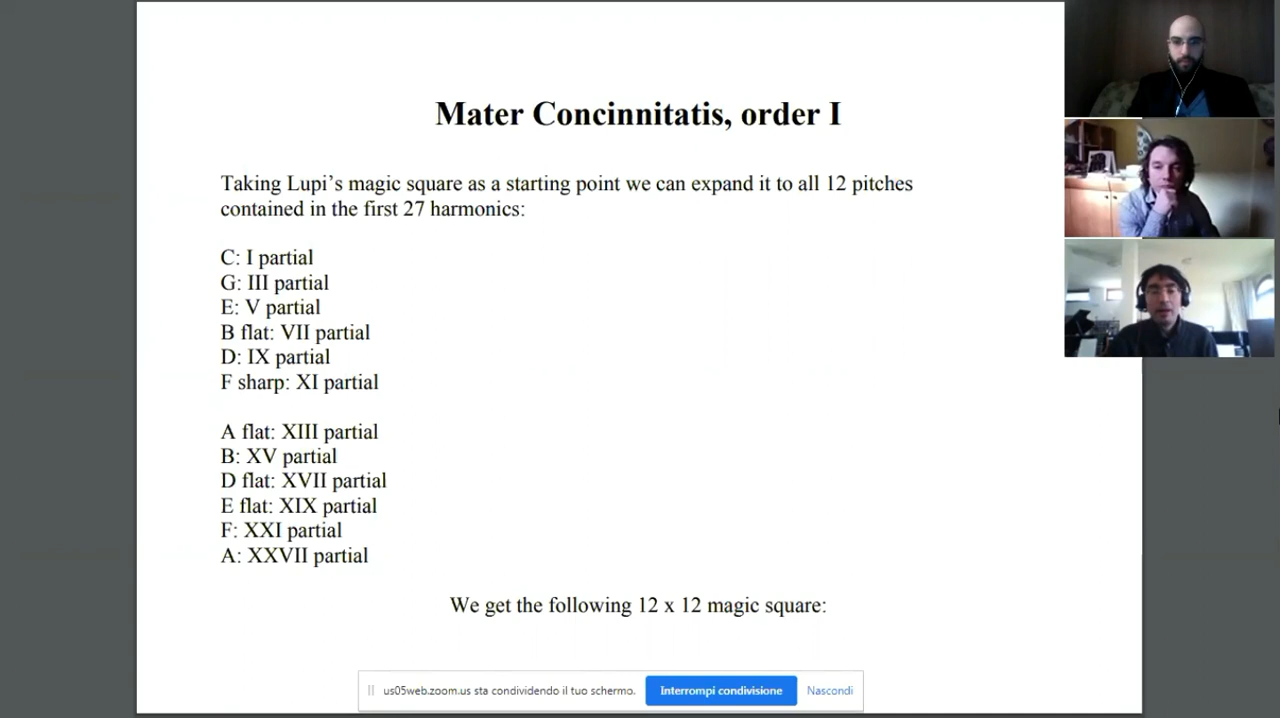 Mater Concinnitatis, order I
Taking Lupi's magic square as a starting point we can expand it to all 12 pitches
contained in the first 27 harmonics:
C: I partial
G: III partial
E: V partial
B flat: VII partial
D: IX partial
F sharp: XI partial
A flat: XIII partial
B: XV partial
D flat: XVII partial
E flat: XIX partial
F: XXI partial
A: XXVII partial
We get the following 12 x 12 magic square:
us05web.zoom.us sta condividendo il tuo schermo. Interrompi condivisione Nascondi